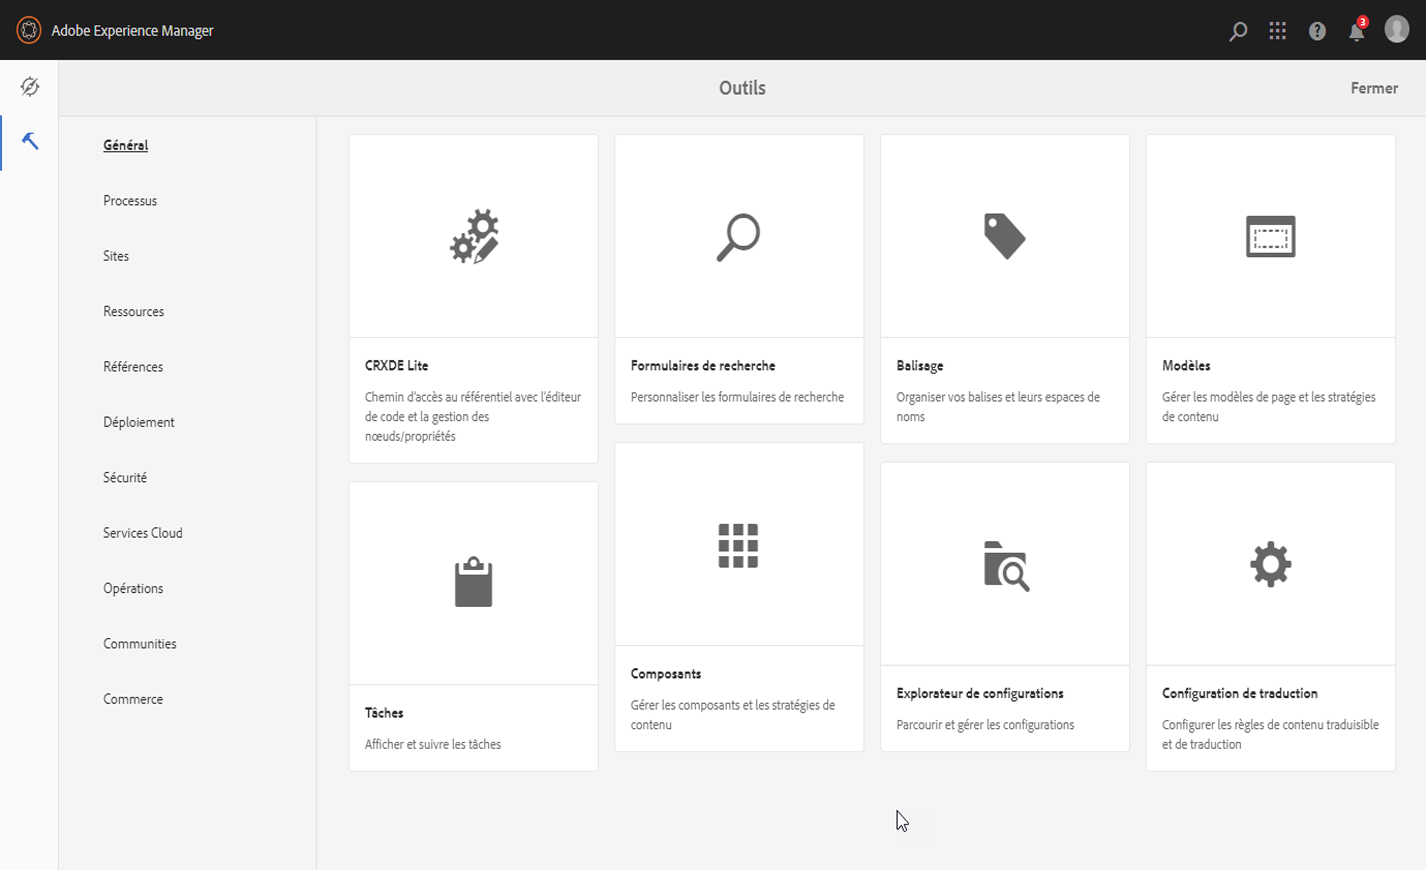 Adobe Experience Manager
3
Outils
Fermer
Général
Processus
Sites
Ressources
Références
Déploiement
Sécurité
Services Cloud
Opérations
Communities
Commerce
CRXDE Lite
Chemin d'accès au référentiel avec l'éditeur
de code et la gestion des
nœuds/propriétés
Formulaires de recherche
Personnaliser les formulaires de recherche
Balisage
Organiser vos balises et leurs espaces de
noms
Modèles
Gérer les modèles de page et les stratégies
de contenu
Tâches
Afficher et suivre les tâches
Composants
Gérer les composants et les stratégies de
contenu
Explorateur de configurations
Parcourir et gérer les configurations
Configuration de traduction
Configurer les règles de contenu traduisible
et de traduction